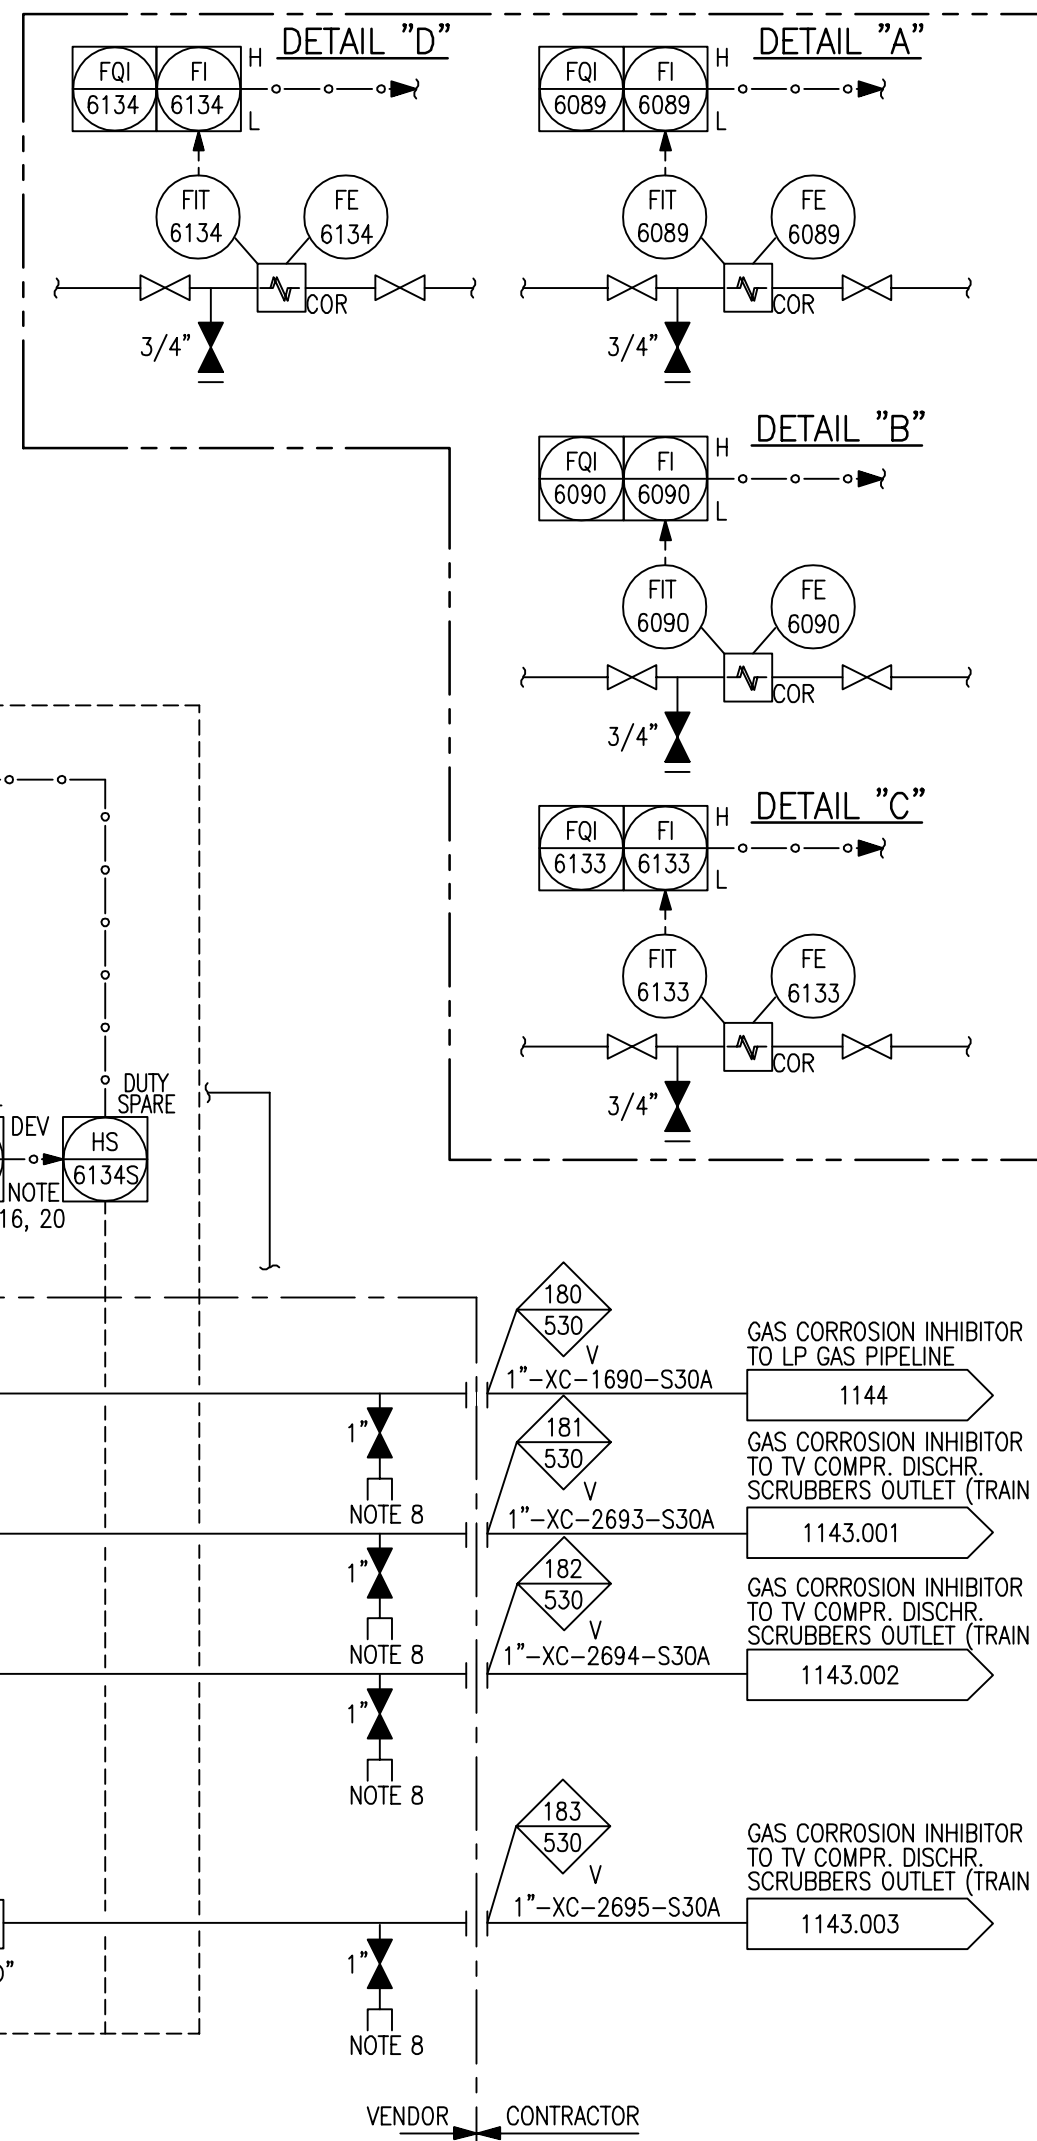 DETAIL "D"
FQI
6134
FI
6134
H
L
FIT
6134
FE
6134
COR
3/4"
DETAIL "A"
FQI
6089
FI
6089
H
L
FIT
6089
FE
6089
COR
3/4"
DETAIL "B"
FQI
6090
FI
6090
H
L
FIT
6090
FE
6090
COR
3/4"
DETAIL "C"
FQI
6133
FI
6133
H
L
FIT
6133
FE
6133
COR
3/4"
DUTY
SPARE
DEV
HS
6134S
NOTE
16, 20
180
530
V
1"-XC-1690-S30A
GAS CORROSION INHIBITOR
TO LP GAS PIPELINE
1144
1"
NOTE 8
181
530
V
1"-XC-2693-S30A
GAS CORROSION INHIBITOR
TO TV COMPR. DISCHR.
SCRUBBERS OUTLET (TRAIN
1143.001
1"
NOTE 8
182
530
V
1"-XC-2694-S30A
GAS CORROSION INHIBITOR
TO TV COMPR. DISCHR.
SCRUBBERS OUTLET (TRAIN
1143.002
1"
NOTE 8
183
530
V
1"-XC-2695-S30A
GAS CORROSION INHIBITOR
TO TV COMPR. DISCHR.
SCRUBBERS OUTLET (TRAIN
1143.003
1"
NOTE 8
VENDOR
CONTRACTOR